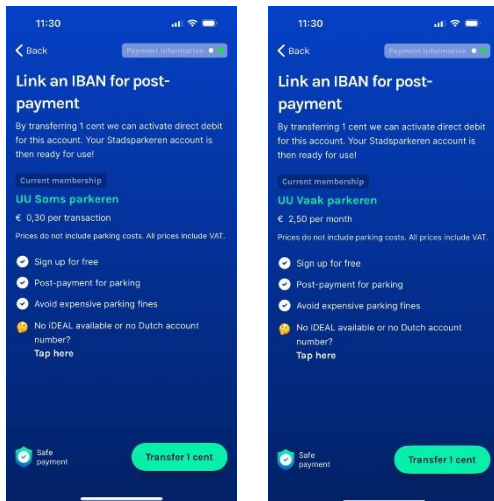 11:30
Back
Payment information
Link an IBAN for post-
payment
By transferring 1 cent we can activate direct debit
for this account. Your Stadsparkeren account is
then ready for use!
Current membership
UU Soms parkeren
€ 0,30 per transaction
Prices do not include parking costs. All prices include VAT.
Sign up for free
Post-payment for parking
Avoid expensive parking fines
No iDEAL available or no Dutch account
number?
Tap here
Safe
payment
Transfer 1 cent
11:30
Back
Payment information
Link an IBAN for post-
payment
By transferring 1 cent we can activate direct debit
for this account. Your Stadsparkeren account is
then ready for use!
Current membership
UU Vaak parkeren
€ 2,50 per month
Prices do not include parking costs. All prices include VAT.
Sign up for free
Post-payment for parking
Avoid expensive parking fines
No iDEAL available or no Dutch account
number?
Tap here
Safe
payment
Transfer 1 cent